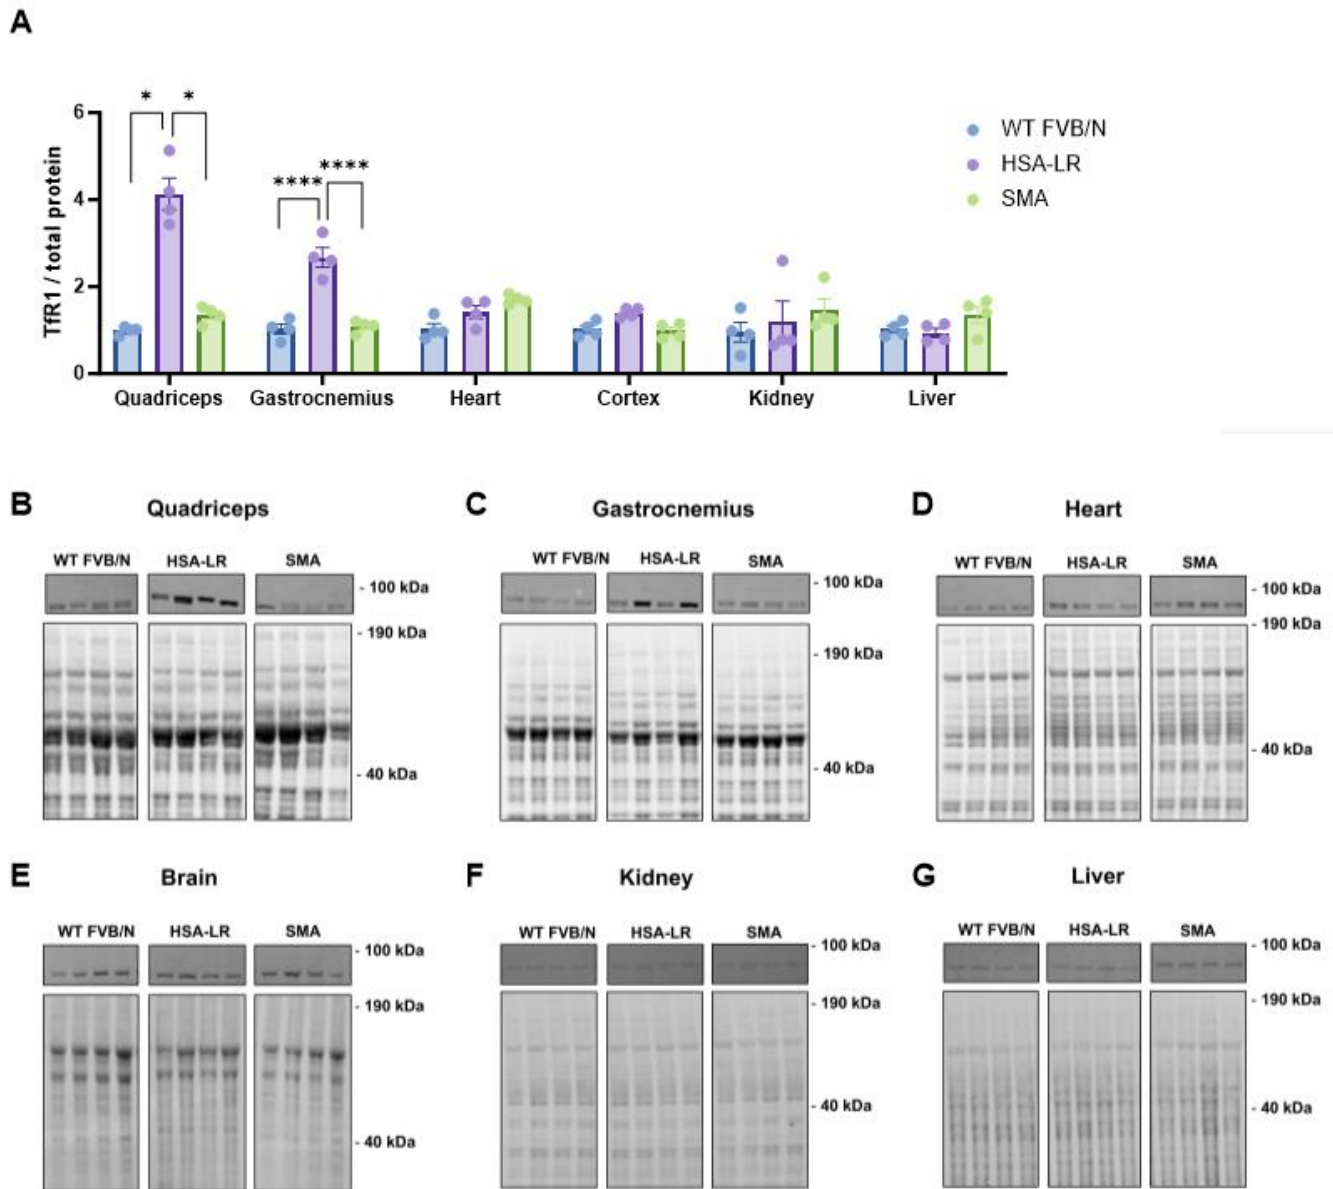 A
* *
6
**** ****
4
2
0
TfR1 / total protein
WT FVB/N
HSA-LR
SMA
Quadriceps Gastrocnemius Heart Cortex Kidney Liver
B Quadriceps
WT FVB/N HSA-LR SMA
- 100 kDa
- 190 kDa
- 40 kDa
C Gastrocnemius
WT FVB/N HSA-LR SMA
- 100 kDa
- 190 kDa
- 40 kDa
D Heart
WT FVB/N HSA-LR SMA
- 100 kDa
- 190 kDa
- 40 kDa
E Brain
WT FVB/N HSA-LR SMA
- 100 kDa
- 190 kDa
- 40 kDa
F Kidney
WT FVB/N HSA-LR SMA
- 100 kDa
- 190 kDa
- 40 kDa
G Liver
WT FVB/N HSA-LR SMA
- 100 kDa
- 190 kDa
- 40 kDa